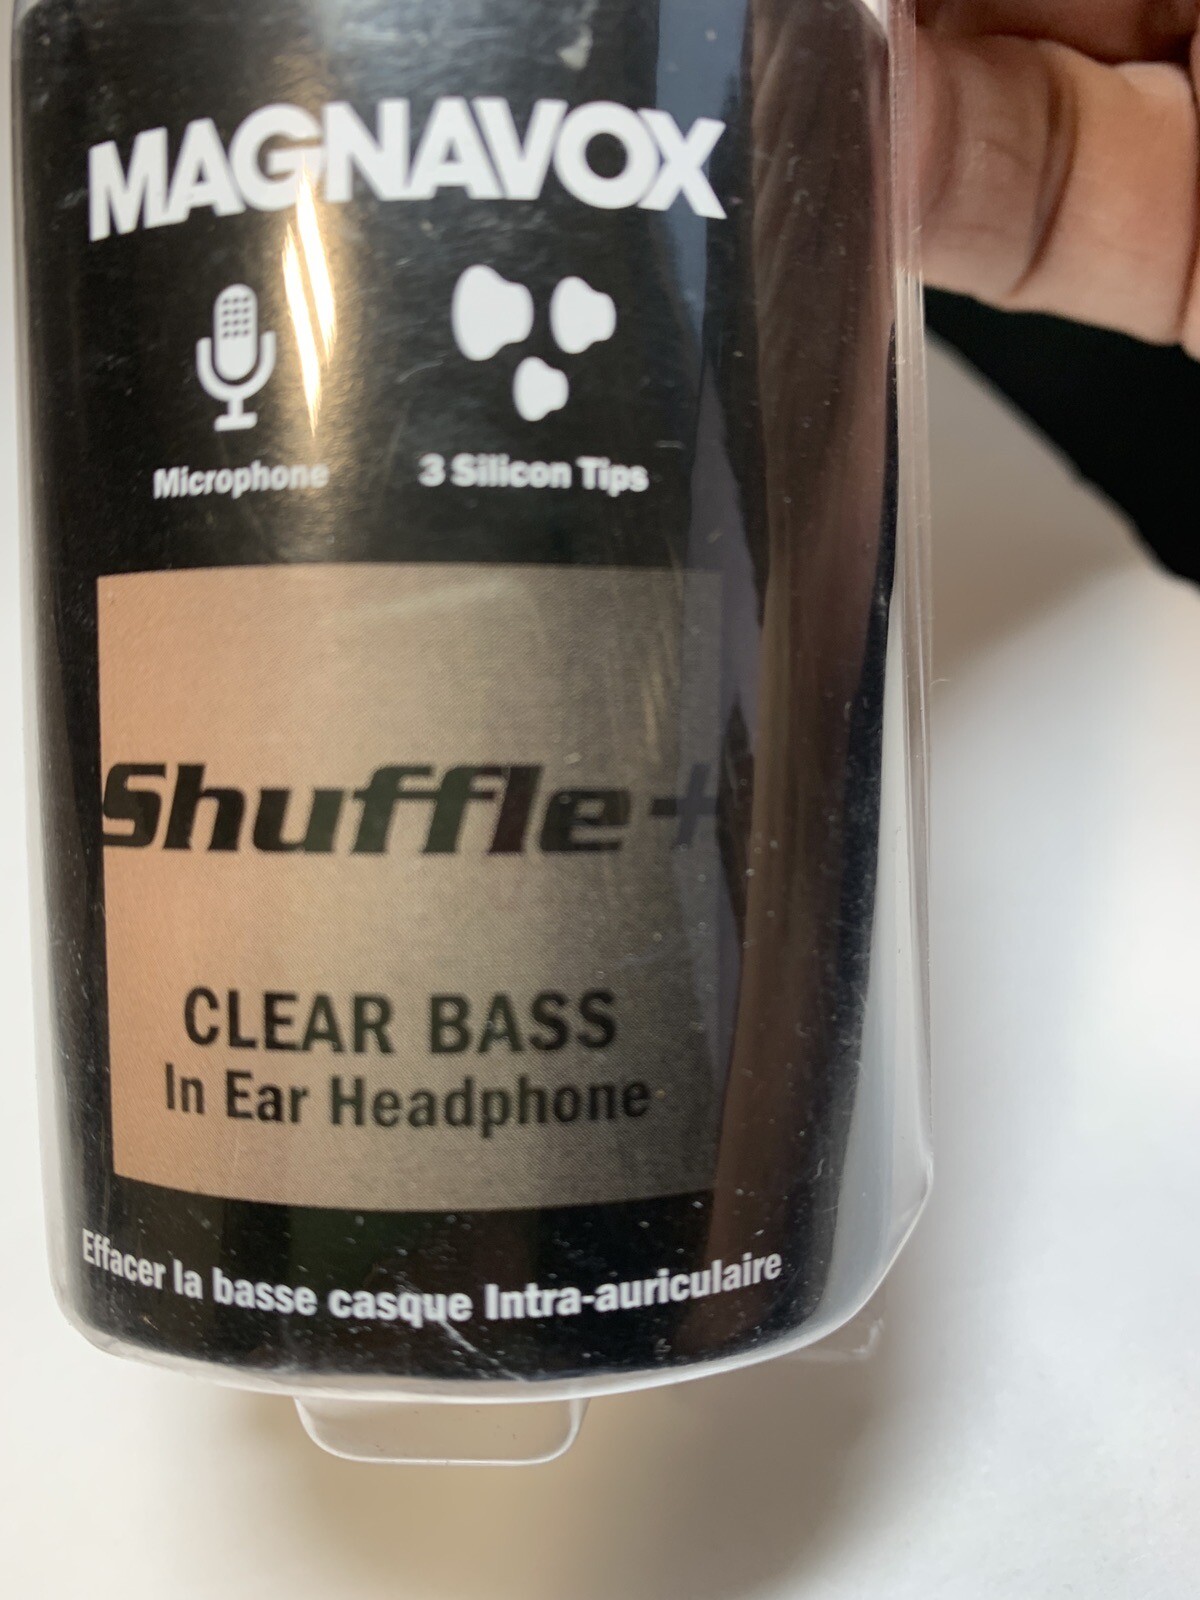 MAGNAVOX
Microphone
3 Silicon Tips
Shuffle+
CLEAR BASS
In Ear Headphone
Effacer la basse casque Intra-auriculaire